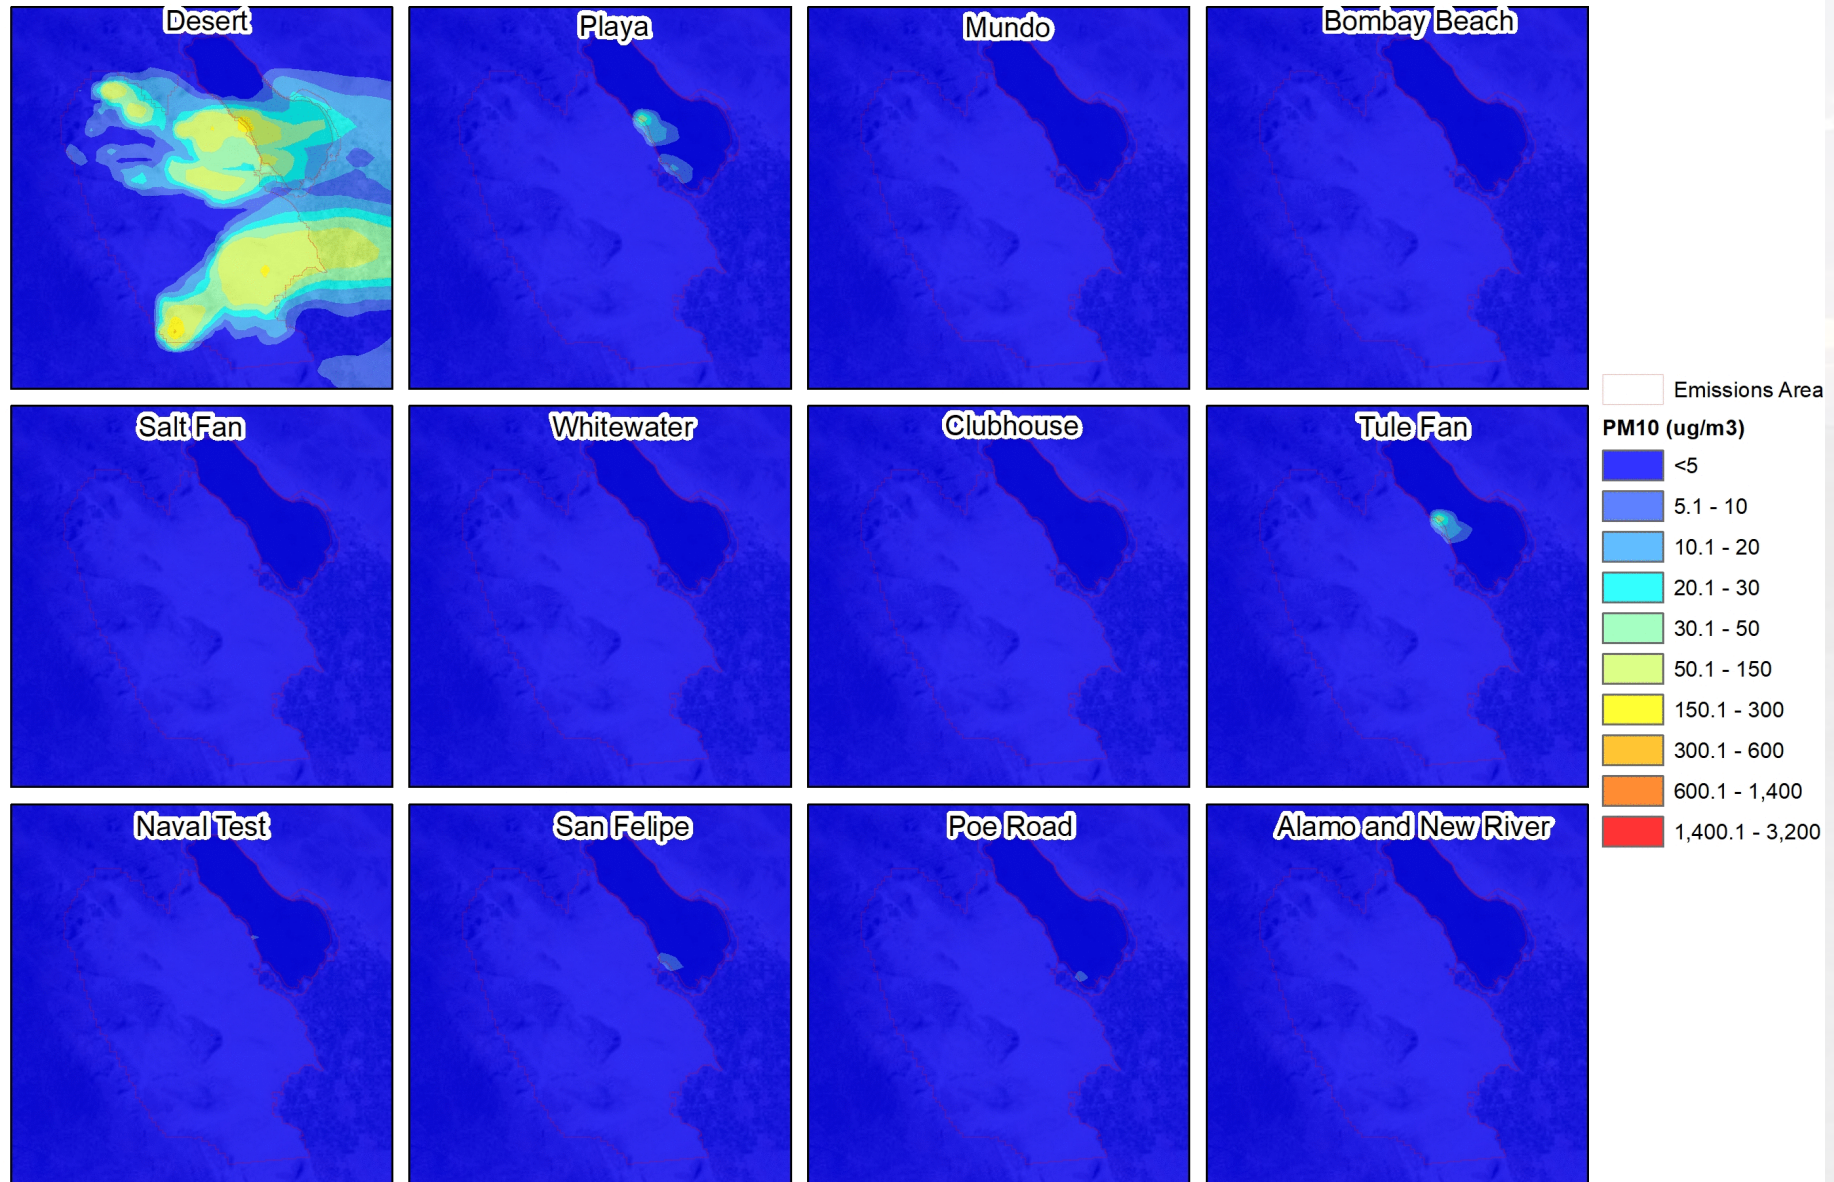 Desert
Playa
Mundo
Bombay Beach
Salt Fan
Whitewater
Clubhouse
Tule Fan
Naval Test
San Felipe
Poe Road
Alamo and New River
Emissions Area
PM10 (ug/m3)
<5
5.1 - 10
10.1 - 20
20.1 - 30
30.1 - 50
50.1 - 150
150.1 - 300
300.1 - 600
600.1 - 1,400
1,400.1 - 3,200